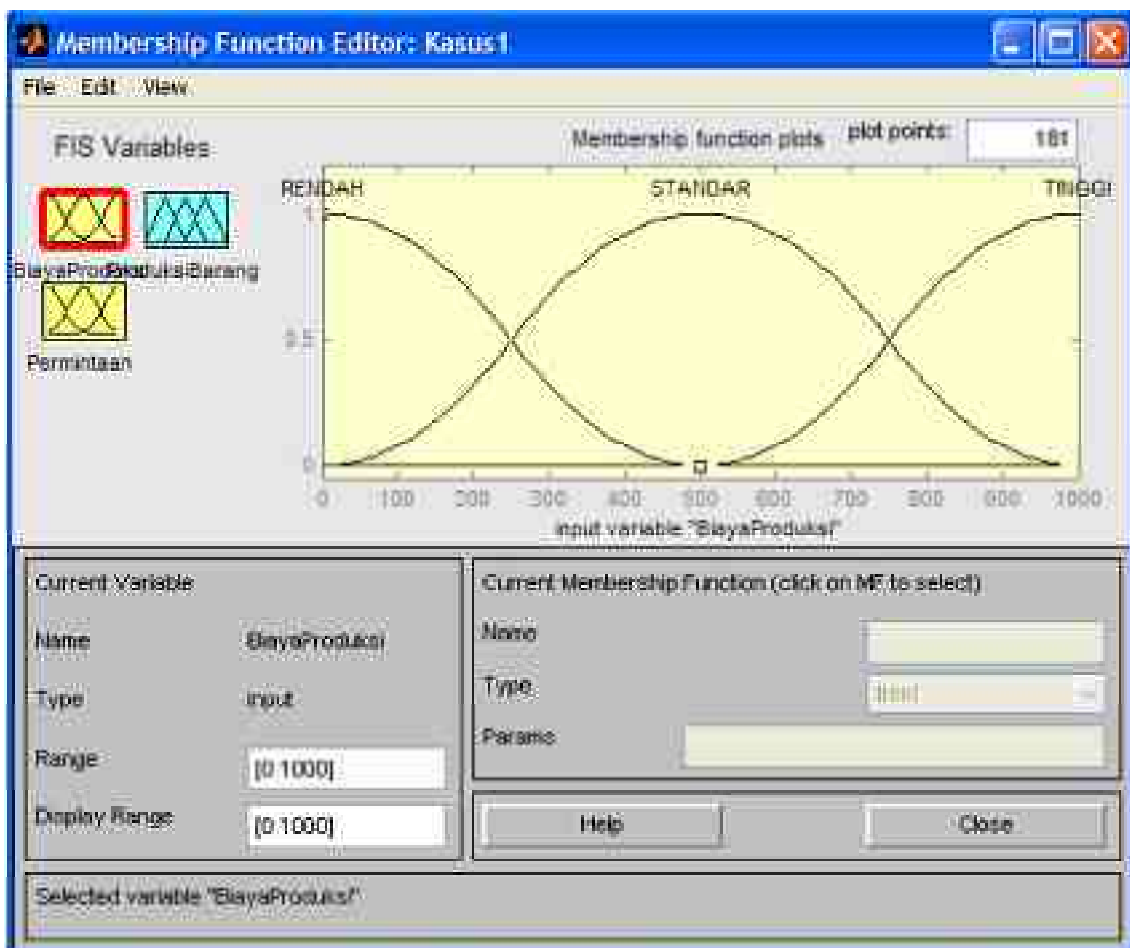 Membership Function Editor: Kasus1
File Edit View
FIS Variables
Membership function plots plot points: 181
RENDAH STANDAR TINGGI
1
0.5
0
0 100 200 300 400 500 600 700 800 900 1000
input variable "BiayaProduksi"
Permintaan
Current Variable
Name BiayaProduksi
Type input
Range [0 1000]
Display Range [0 1000]
Current Membership Function (click on MF to select)
Name
Type
Params
Help Close
Selected variable "BiayaProduksi"